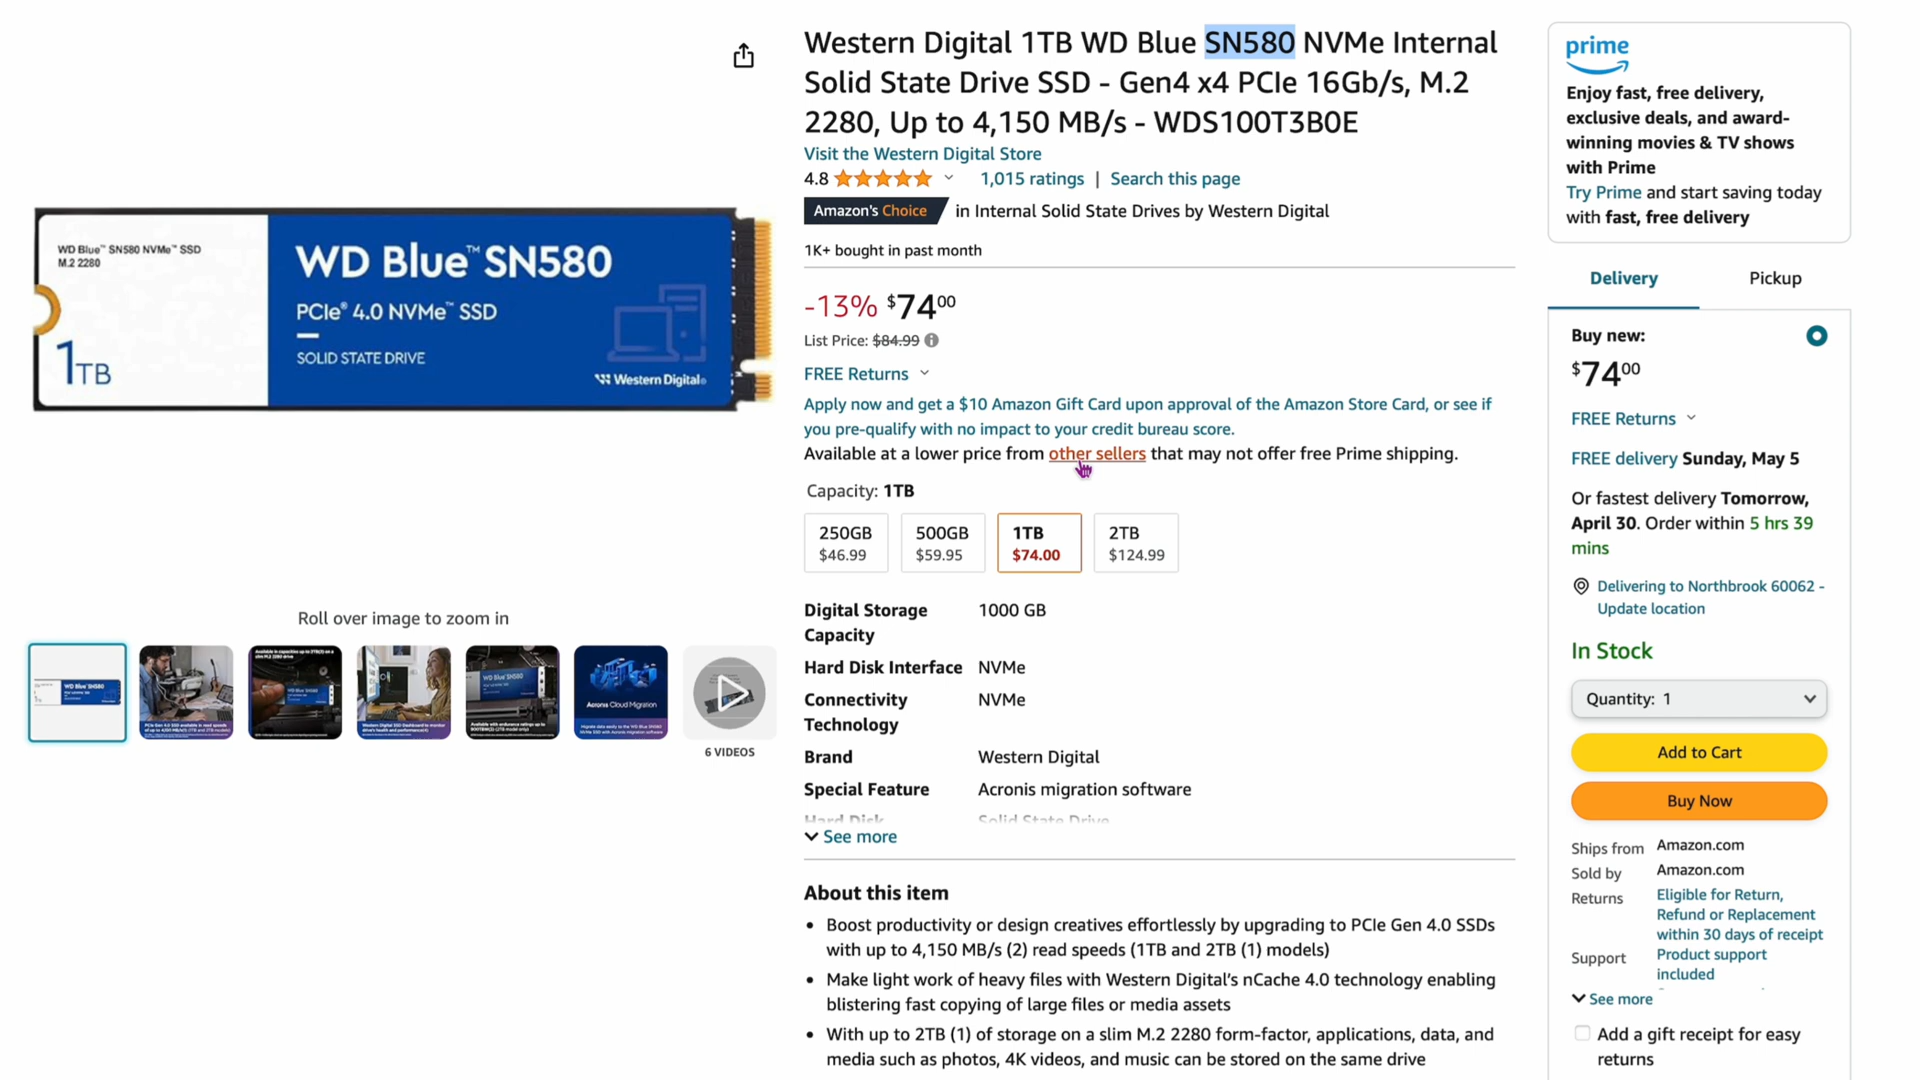 Western Digital 1TB WD Blue SN580 NVMe Internal
Solid State Drive SSD - Gen4 x4 PCIe 16Gb/s, M.2
2280, Up to 4,150 MB/s - WDS100T3B0E
Visit the Western Digital Store
4.8
1,015 ratings | Search this page
Amazon's Choice in Internal Solid State Drives by Western Digital
1K+ bought in past month
-13% $7400
List Price: $84.99
FREE Returns
Apply now and get a $10 Amazon Gift Card upon approval of the Amazon Store Card, or see if
you pre-qualify with no impact to your credit bureau score.
Available at a lower price from other sellers that may not offer free Prime shipping.
Capacity: 1TB
250GB
$46.99
500GB
$59.95
1TB
$74.00
2TB
$124.99
Digital Storage
Capacity
1000 GB
Hard Disk Interface NVMe
Connectivity
Technology
NVMe
Brand Western Digital
Special Feature Acronis migration software
Hard Disk Solid State Drive
See more
About this item
• Boost productivity or design creatives effortlessly by upgrading to PCIe Gen 4.0 SSDs
with up to 4,150 MB/s (2) read speeds (1TB and 2TB (1) models)
• Make light work of heavy files with Western Digital's nCache 4.0 technology enabling
blistering fast copying of large files or media assets
• With up to 2TB (1) of storage on a slim M.2 2280 form-factor, applications, data, and
media such as photos, 4K videos, and music can be stored on the same drive
WD Blue™ SN580 NVMe™ SSD
M.2 2280
1TB
WD Blue™ SN580
PCIe® 4.0 NVMe™ SSD
SOLID STATE DRIVE
Western Digital®
Roll over image to zoom in
WD Blue SN580
Acronis Cloud Migration
6 VIDEOS
prime
Enjoy fast, free delivery,
exclusive deals, and award-
winning movies & TV shows
with Prime
Try Prime and start saving today
with fast, free delivery
Delivery
Pickup
Buy new:
$7400
FREE Returns
FREE delivery Sunday, May 5
Or fastest delivery Tomorrow,
April 30. Order within 5 hrs 39
mins
Delivering to Northbrook 60062 -
Update location
In Stock
Quantity: 1
Add to Cart
Buy Now
Ships from Amazon.com
Sold by Amazon.com
Returns Eligible for Return,
Refund or Replacement
within 30 days of receipt
Support Product support
included
See more
Add a gift receipt for easy
returns